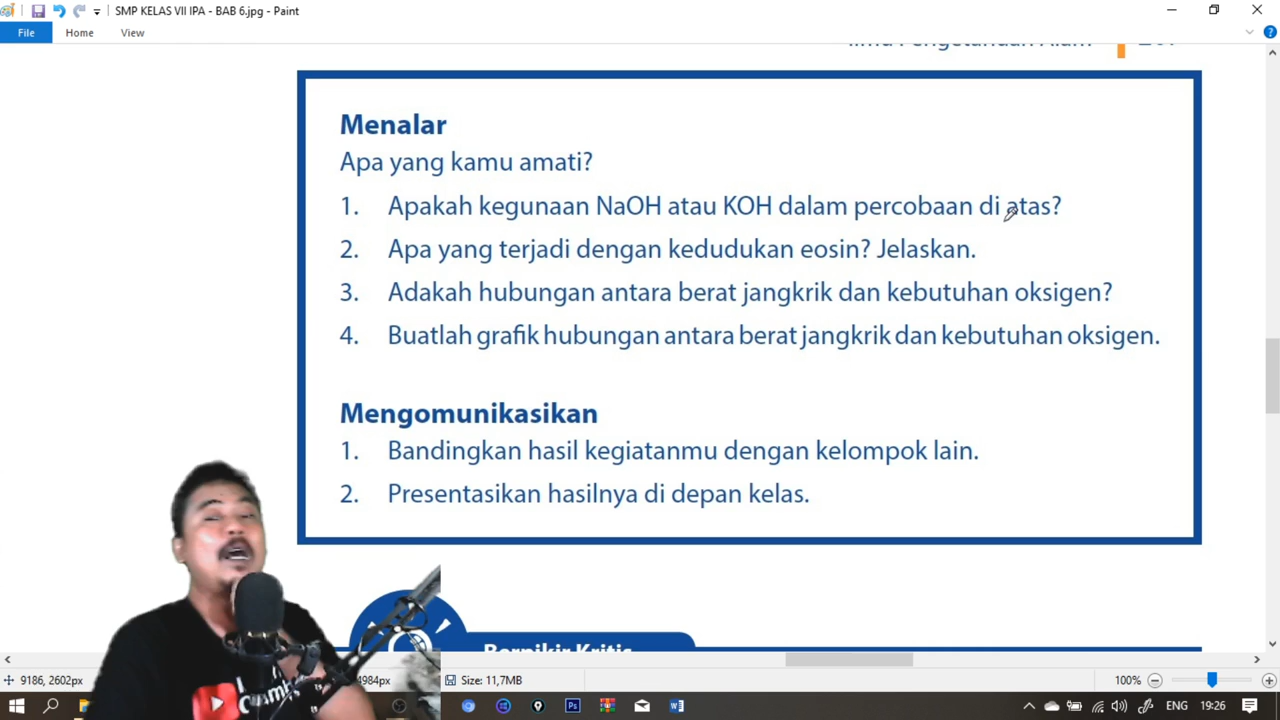 SMP KELAS VII IPA - BAB 6.jpg - Paint
File Home View
Menalar
Apa yang kamu amati?
1. Apakah kegunaan NaOH atau KOH dalam percobaan di atas?
2. Apa yang terjadi dengan kedudukan eosin? Jelaskan.
3. Adakah hubungan antara berat jangkrik dan kebutuhan oksigen?
4. Buatlah grafik hubungan antara berat jangkrik dan kebutuhan oksigen.
Mengomunikasikan
1. Bandingkan hasil kegiatanmu dengan kelompok lain.
2. Presentasikan hasilnya di depan kelas.
Berpikir Kritis
9186, 2602px 4984px Size: 11,7MB 100%
ENG 19:26